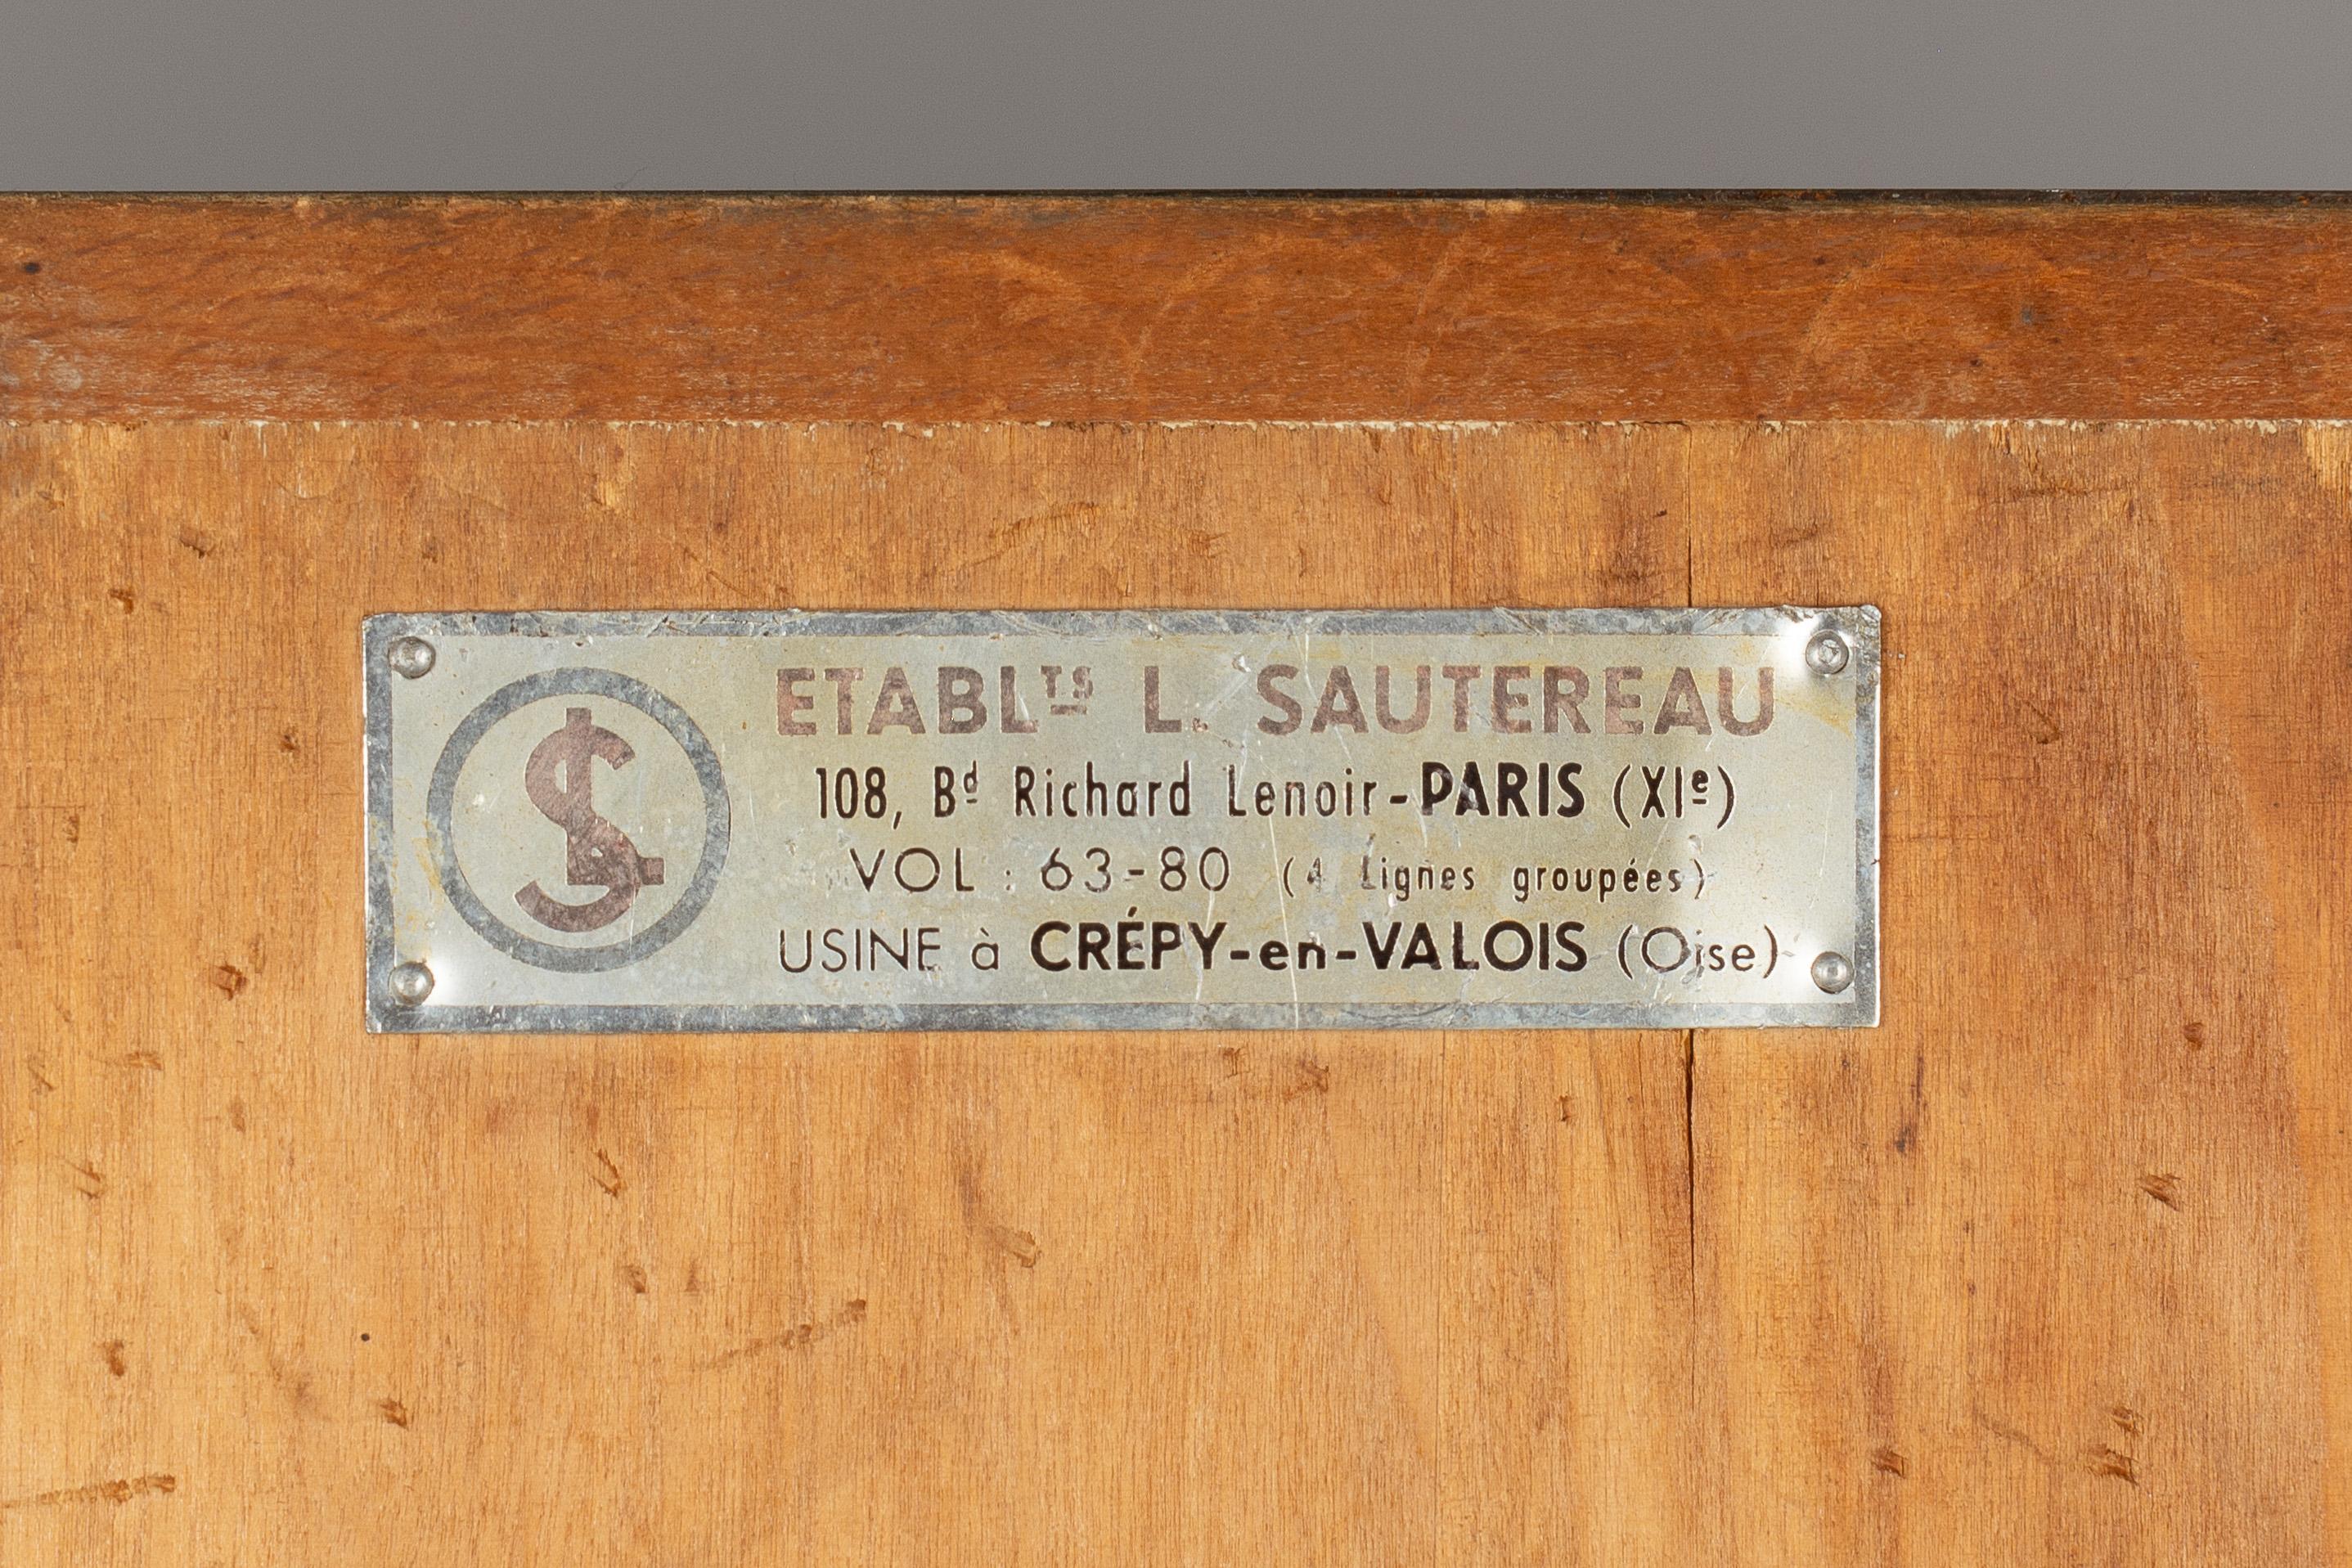 ETABLTS L. SAUTEREAU
108, Bd Richard Lenoir-PARIS (XIe)
VOL : 63-80 (4 Lignes groupées)
USINE à CRÉPY-en-VALOIS (Oise)